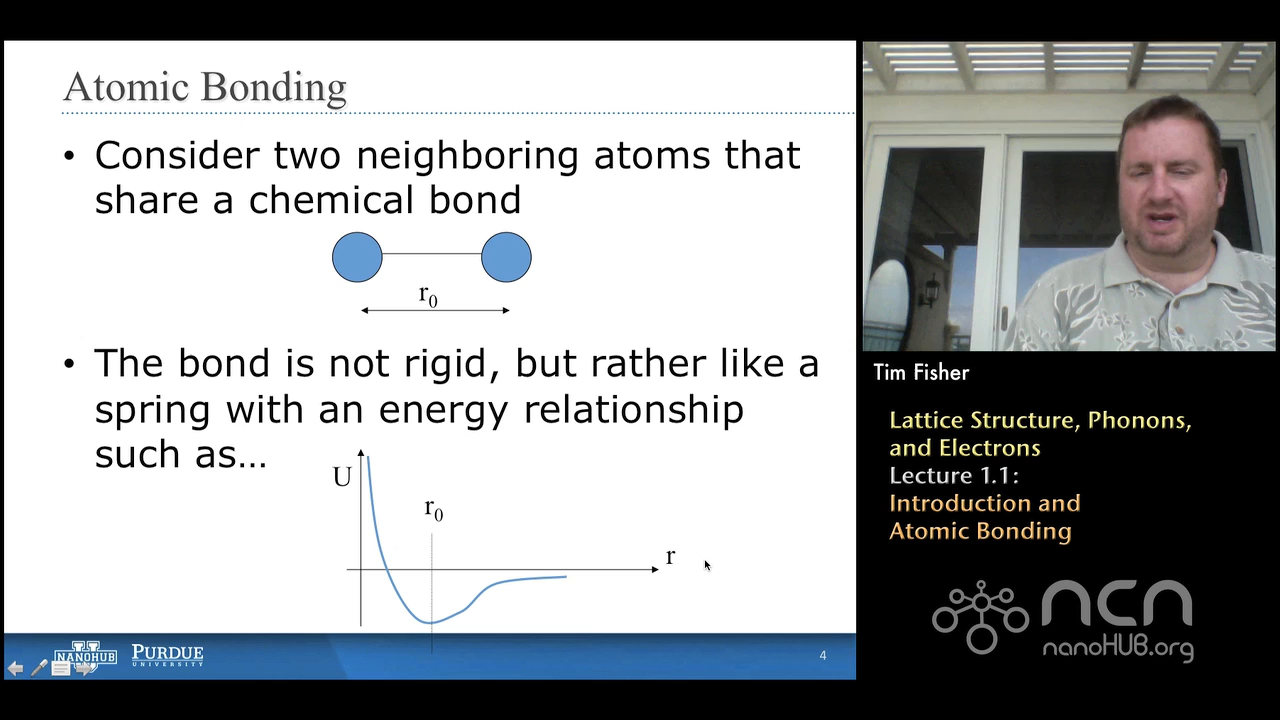 Atomic Bonding
• Consider two neighboring atoms that
share a chemical bond
r0
• The bond is not rigid, but rather like a
spring with an energy relationship
such as…
U
r0
r
NANOHUB
PURDUE
UNIVERSITY
4
Tim Fisher
Lattice Structure, Phonons,
and Electrons
Lecture 1.1:
Introduction and
Atomic Bonding
ncn
nanoHUB.org